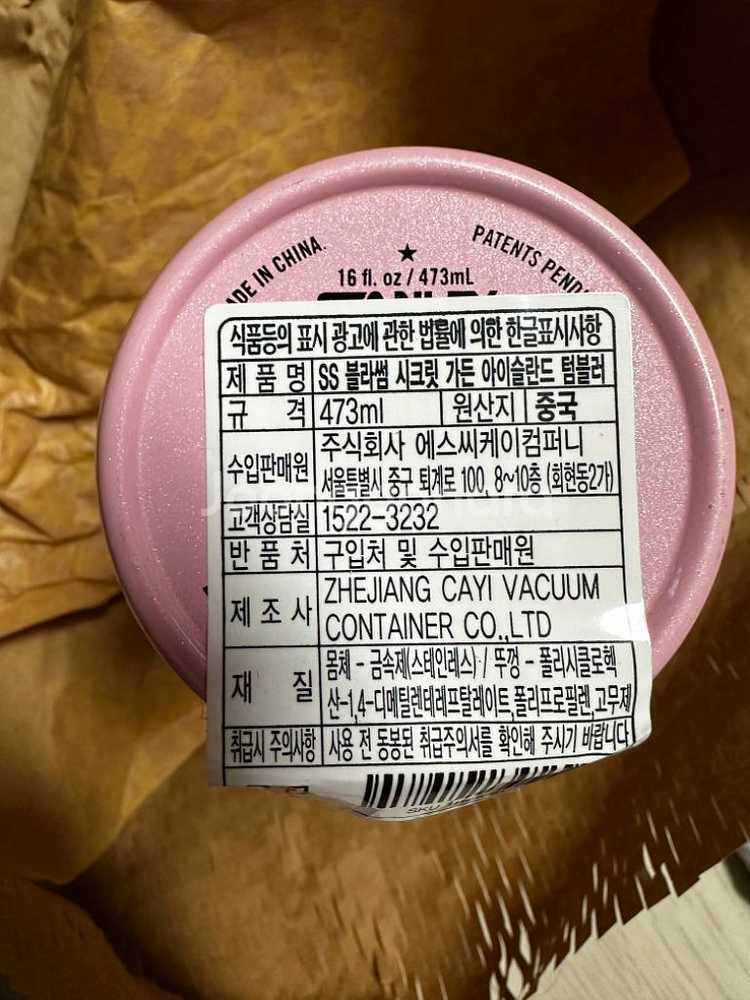 MADE IN CHINA.
PATENTS PENDING
16 fl. oz / 473mL
STANLEY
식품등의 표시 광고에 관한 법률에 의한 한글표시사항
제 품 명 SS 블라썸 시크릿 가든 아이슬란드 텀블러
규 격 473ml 원산지 중국
수입판매원 주식회사 에스씨케이컴퍼니
서울특별시 중구 퇴계로 100, 8~10층 (회현동2가)
고객상담실 1522-3232
반 품 처 구입처 및 수입판매원
제 조 사 ZHEJIANG CAYI VACUUM
CONTAINER CO.,LTD
재 질 몸체 - 금속제(스테인레스) / 뚜껑 - 폴리시클로헥
산-1,4-디메틸렌테레프탈레이트,폴리프로필렌,고무제
취급시 주의사항 사용 전 동봉된 취급주의서를 확인해 주시기 바랍니다
SKU